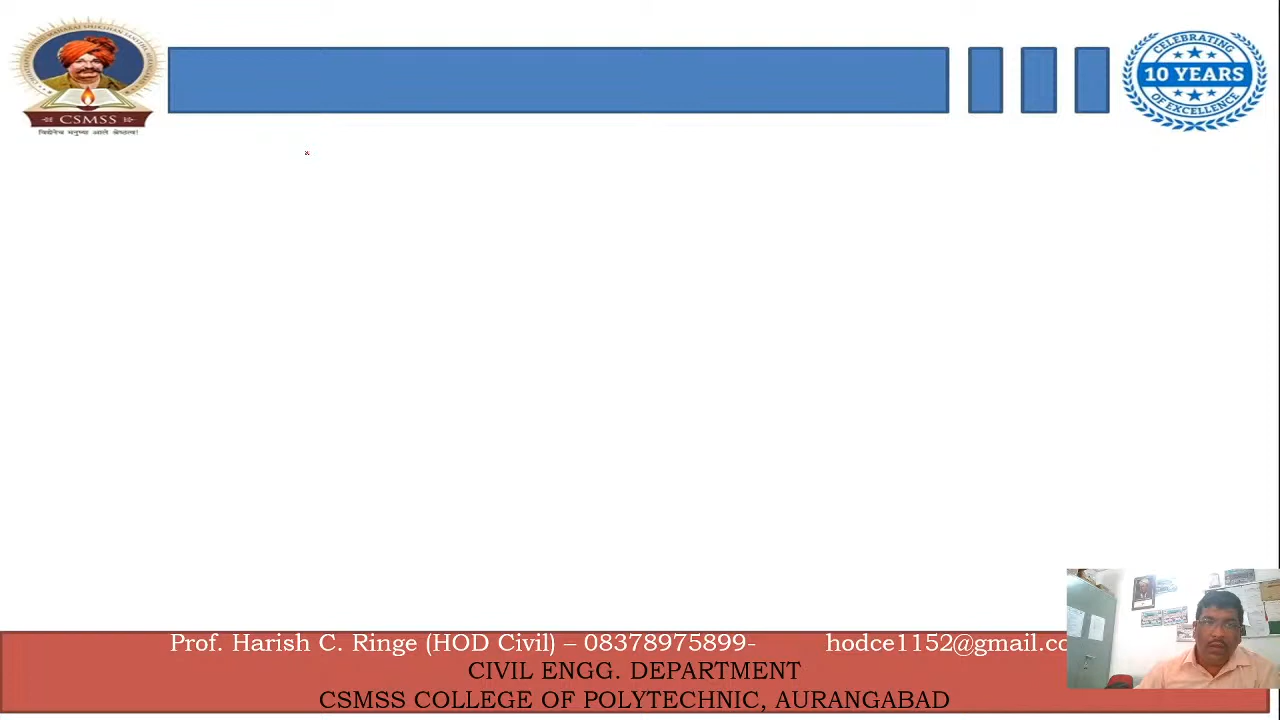 CSMSS
CELEBRATING
10 YEARS
OF EXCELLENCE
Prof. Harish C. Ringe (HOD Civil) – 08378975899- hodce1152@gmail.co
CIVIL ENGG. DEPARTMENT
CSMSS COLLEGE OF POLYTECHNIC, AURANGABAD